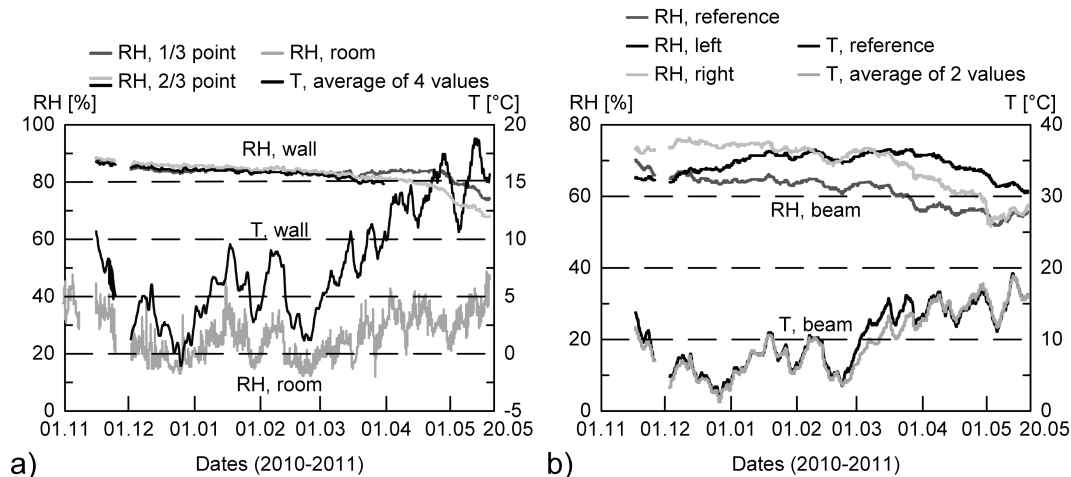 RH, 1/3 point
RH, room
RH, 2/3 point
T, average of 4 values
RH [%]
T [°C]
100
80
60
40
20
0
20
15
10
5
0
-5
RH, wall
T, wall
RH, room
01.11
01.12
01.01
01.02
01.03
01.04
01.05
20.05
a)
Dates (2010-2011)
RH, reference
RH, left
T, reference
RH, right
T, average of 2 values
RH [%]
T [°C]
80
60
40
20
0
40
30
20
10
0
RH, beam
T, beam
01.11
01.12
01.01
01.02
01.03
01.04
01.05
20.05
b)
Dates (2010-2011)